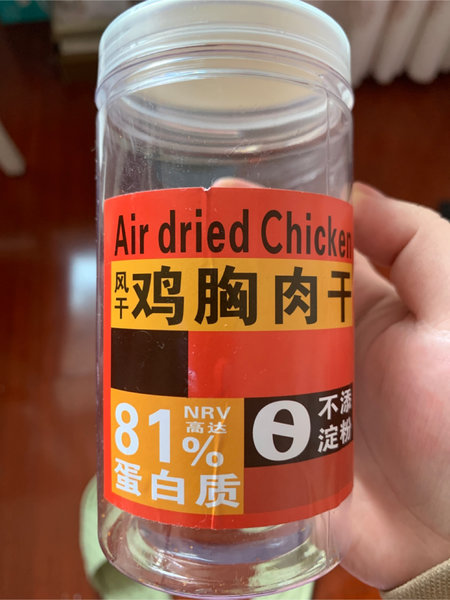 Air dried Chicken
风干 鸡胸肉干
81%
NRV
高达
蛋白质
0
不添
淀粉